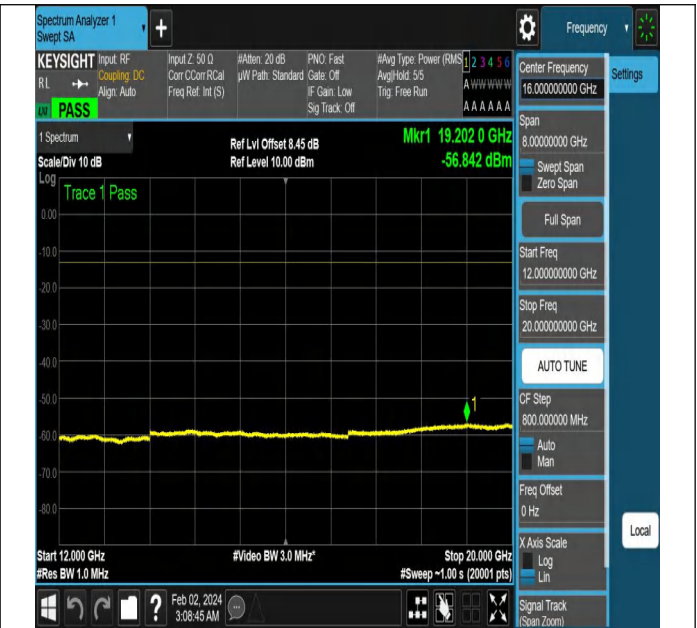 Spectrum Analyzer 1
Swept SA
+
Frequency
KEYSIGHT
RL
Input: RF
Coupling: DC
Align: Auto
Input Z: 50 Ω
Corr CCorr RCal
Freq Ref: Int (S)
#Atten: 20 dB
µW Path: Standard
PNO: Fast
Gate: Off
IF Gain: Low
Sig Track: Off
#Avg Type: Power (RMS)
Avg|Hold: 5/5
Trig: Free Run
1 2 3 4 5 6
A W W W W W
A A A A A A
PASS
1 Spectrum
Scale/Div 10 dB
Ref Lvl Offset 8.45 dB
Ref Level 10.00 dBm
Mkr1 19.202 0 GHz
-56.842 dBm
Log
Trace 1 Pass
0.00
-10.0
-20.0
-30.0
-40.0
-50.0
-60.0
-70.0
-80.0
1
Start 12.000 GHz
#Res BW 1.0 MHz
#Video BW 3.0 MHz*
Stop 20.000 GHz
#Sweep ~1.00 s (20001 pts)
Feb 02, 2024
3:08:45 AM
?
Center Frequency
16.000000000 GHz
Settings
Span
8.00000000 GHz
Swept Span
Zero Span
Full Span
Start Freq
12.000000000 GHz
Stop Freq
20.000000000 GHz
AUTO TUNE
CF Step
800.000000 MHz
Auto
Man
Freq Offset
0 Hz
X Axis Scale
Log
Lin
Local
Signal Track
(Span Zoom)